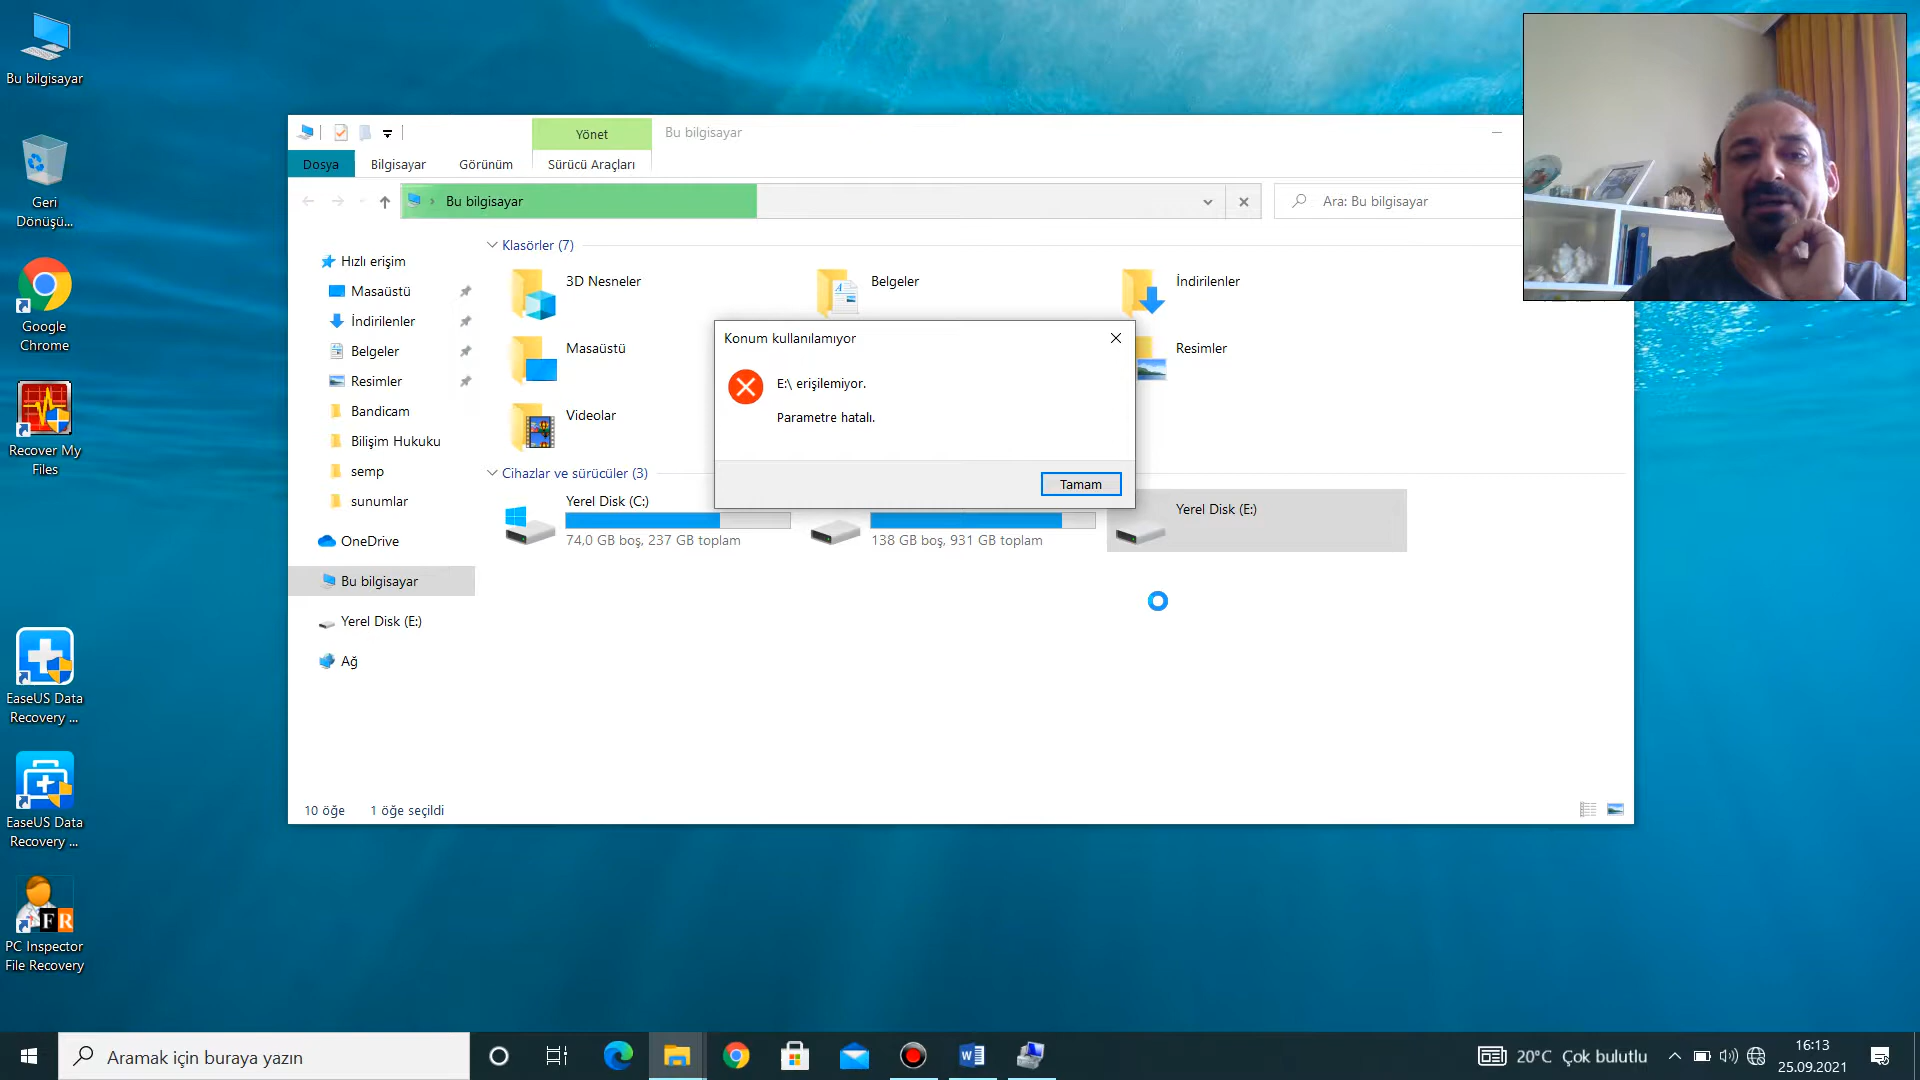 Bu bilgisayar
Geri
Dönüşü...
Google
Chrome
Recover My
Files
EaseUS Data
Recovery ...
EaseUS Data
Recovery ...
FR
PC Inspector
File Recovery
Yönet
Bu bilgisayar
Dosya
Bilgisayar
Görünüm
Sürücü Araçları
Bu bilgisayar
Ara: Bu bilgisayar
Hızlı erişim
Masaüstü
İndirilenler
Belgeler
Resimler
Bandicam
Bilişim Hukuku
semp
sunumlar
OneDrive
Bu bilgisayar
Yerel Disk (E:)
Ağ
Klasörler (7)
3D Nesneler
Belgeler
İndirilenler
Masaüstü
Resimler
Videolar
Konum kullanılamıyor
E:\ erişilemiyor.
Parametre hatalı.
Tamam
Cihazlar ve sürücüler (3)
Yerel Disk (C:)
74,0 GB boş, 237 GB toplam
138 GB boş, 931 GB toplam
Yerel Disk (E:)
10 öğe
1 öğe seçildi
Aramak için buraya yazın
20°C Çok bulutlu
16:13
25.09.2021